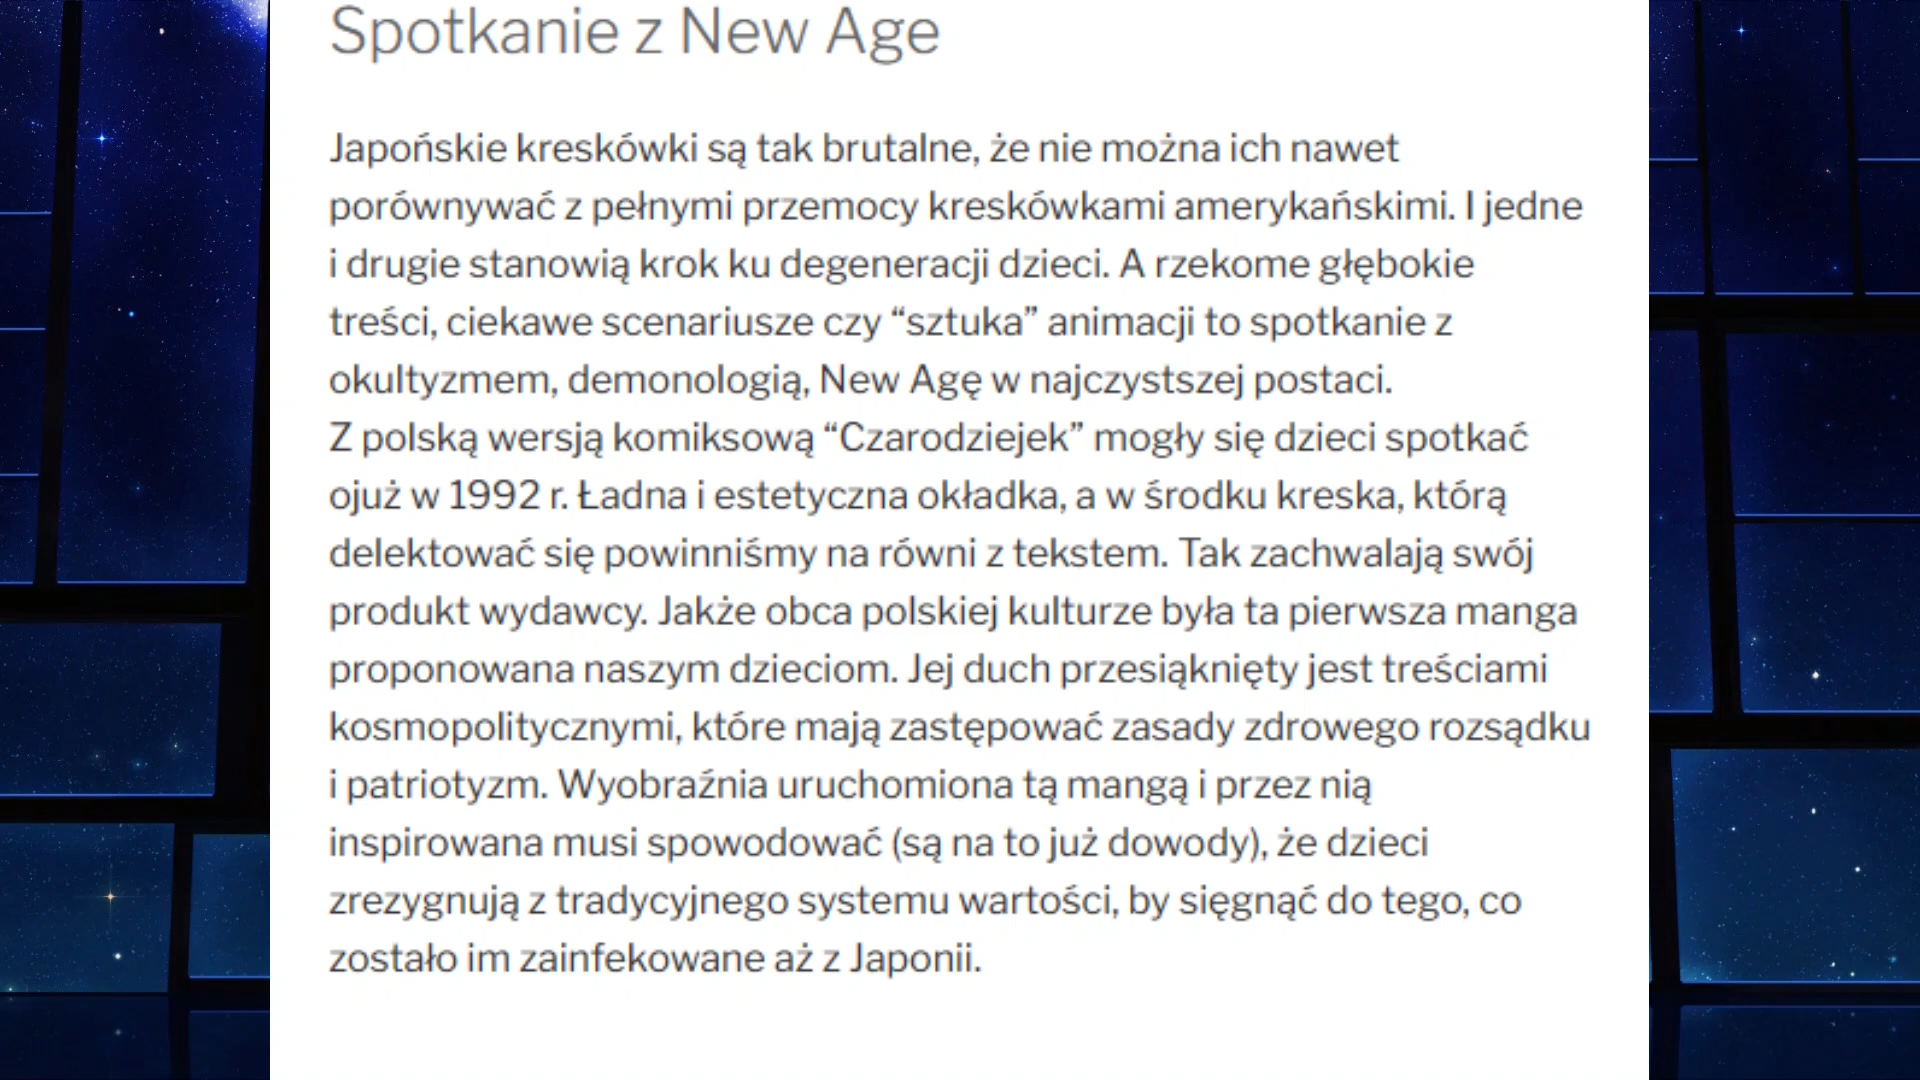 Spotkanie z New Age
Japońskie kreskówki są tak brutalne, że nie można ich nawet
porównywać z pełnymi przemocy kreskówkami amerykańskimi. I jedne
i drugie stanowią krok ku degeneracji dzieci. A rzekome głębokie
treści, ciekawe scenariusze czy “sztuka” animacji to spotkanie z
okultyzmem, demonologią, New Agę w najczystszej postaci.
Z polską wersją komiksową “Czarodziejek” mogły się dzieci spotkać
ojuż w 1992 r. Ładna i estetyczna okładka, a w środku kreska, którą
delektować się powinniśmy na równi z tekstem. Tak zachwalają swój
produkt wydawcy. Jakże obca polskiej kulturze była ta pierwsza manga
proponowana naszym dzieciom. Jej duch przesiąknięty jest treściami
kosmopolitycznymi, które mają zastępować zasady zdrowego rozsądku
i patriotyzm. Wyobraźnia uruchomiona tą mangą i przez nią
inspirowana musi spowodować (są na to już dowody), że dzieci
zrezygnują z tradycyjnego systemu wartości, by sięgnąć do tego, co
zostało im zainfekowane aż z Japonii.